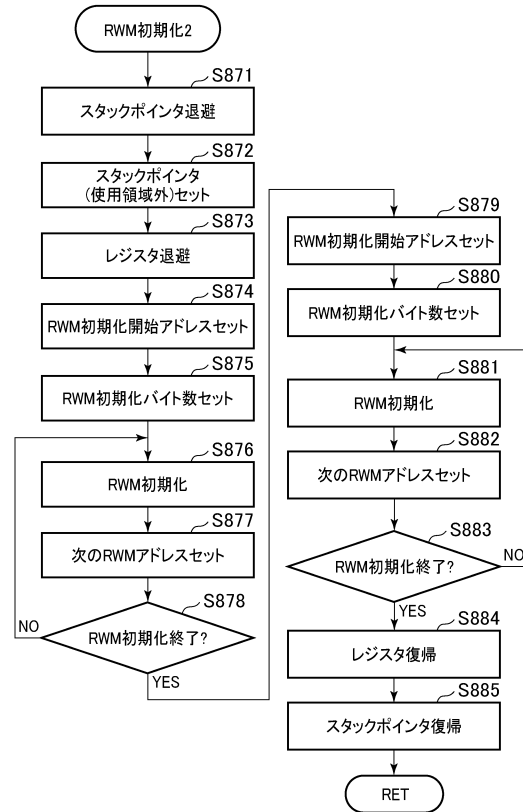 RWM初期化2
S871
スタックポインタ退避
S872
スタックポインタ
(使用領域外)セット
S873
レジスタ退避
S874
RWM初期化開始アドレスセット
S875
RWM初期化バイト数セット
S876
RWM初期化
S877
次のRWMアドレスセット
S878
RWM初期化終了?
NO
YES
S879
RWM初期化開始アドレスセット
S880
RWM初期化バイト数セット
S881
RWM初期化
S882
次のRWMアドレスセット
S883
RWM初期化終了?
NO
YES
S884
レジスタ復帰
S885
スタックポインタ復帰
RET